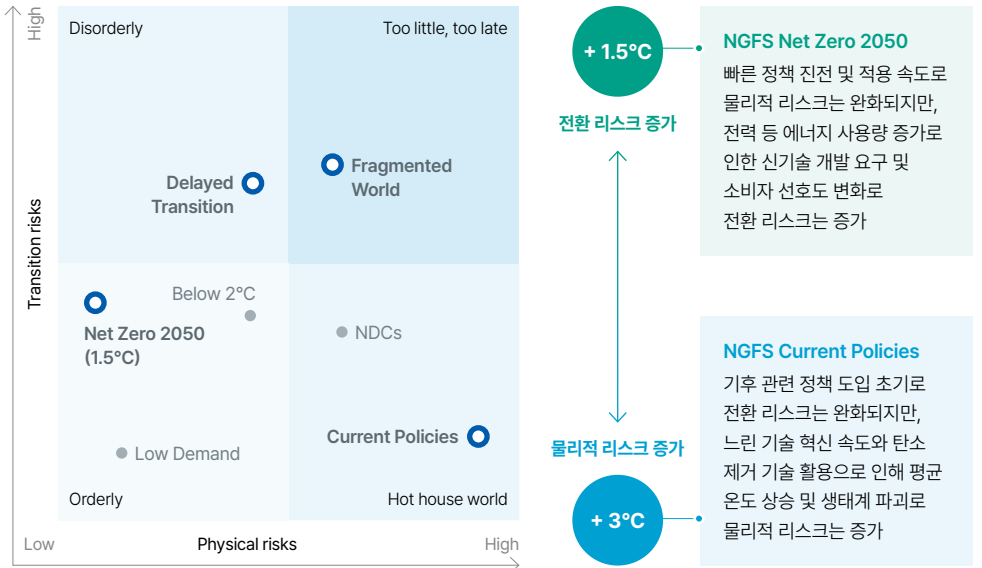 High
Transition risks
Disorderly
Too little, too late
Delayed
Transition
Fragmented
World
Net Zero 2050
(1.5°C)
Below 2°C
NDCs
Low Demand
Current Policies
Orderly
Hot house world
Low
Physical risks
High
+ 1.5°C
전환 리스크 증가
물리적 리스크 증가
+ 3°C
NGFS Net Zero 2050
빠른 정책 진전 및 적용 속도로
물리적 리스크는 완화되지만,
전력 등 에너지 사용량 증가로
인한 신기술 개발 요구 및
소비자 선호도 변화로
전환 리스크는 증가
NGFS Current Policies
기후 관련 정책 도입 초기로
전환 리스크는 완화되지만,
느린 기술 혁신 속도와 탄소
제거 기술 활용으로 인해 평균
온도 상승 및 생태계 파괴로
물리적 리스크는 증가